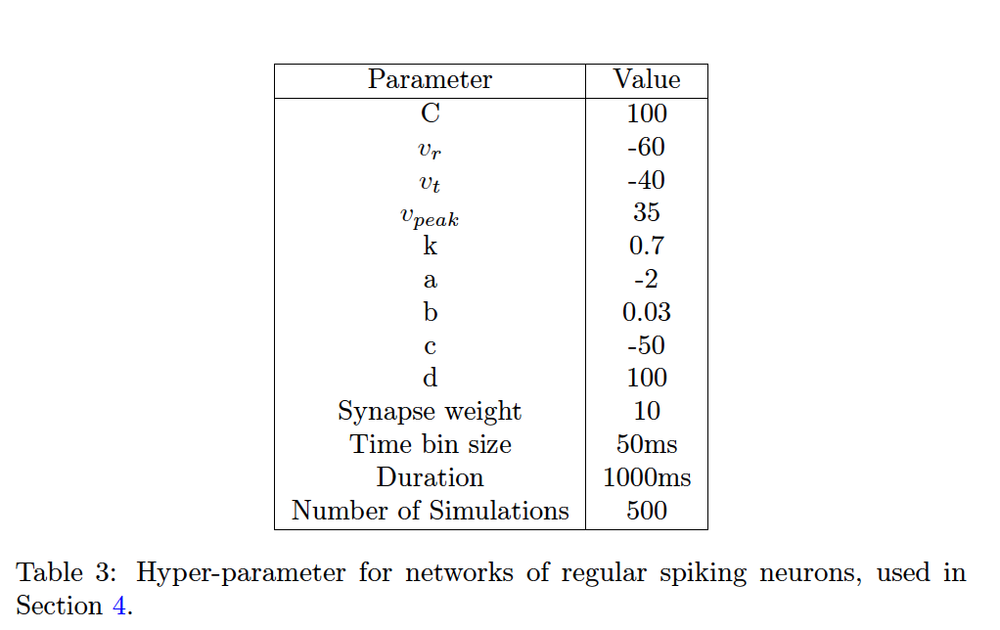 Parameter Value
C 100
v_r -60
v_t -40
v_peak 35
k 0.7
a -2
b 0.03
c -50
d 100
Synapse weight 10
Time bin size 50ms
Duration 1000ms
Number of Simulations 500
Table 3: Hyper-parameter for networks of regular spiking neurons, used in
Section 4.